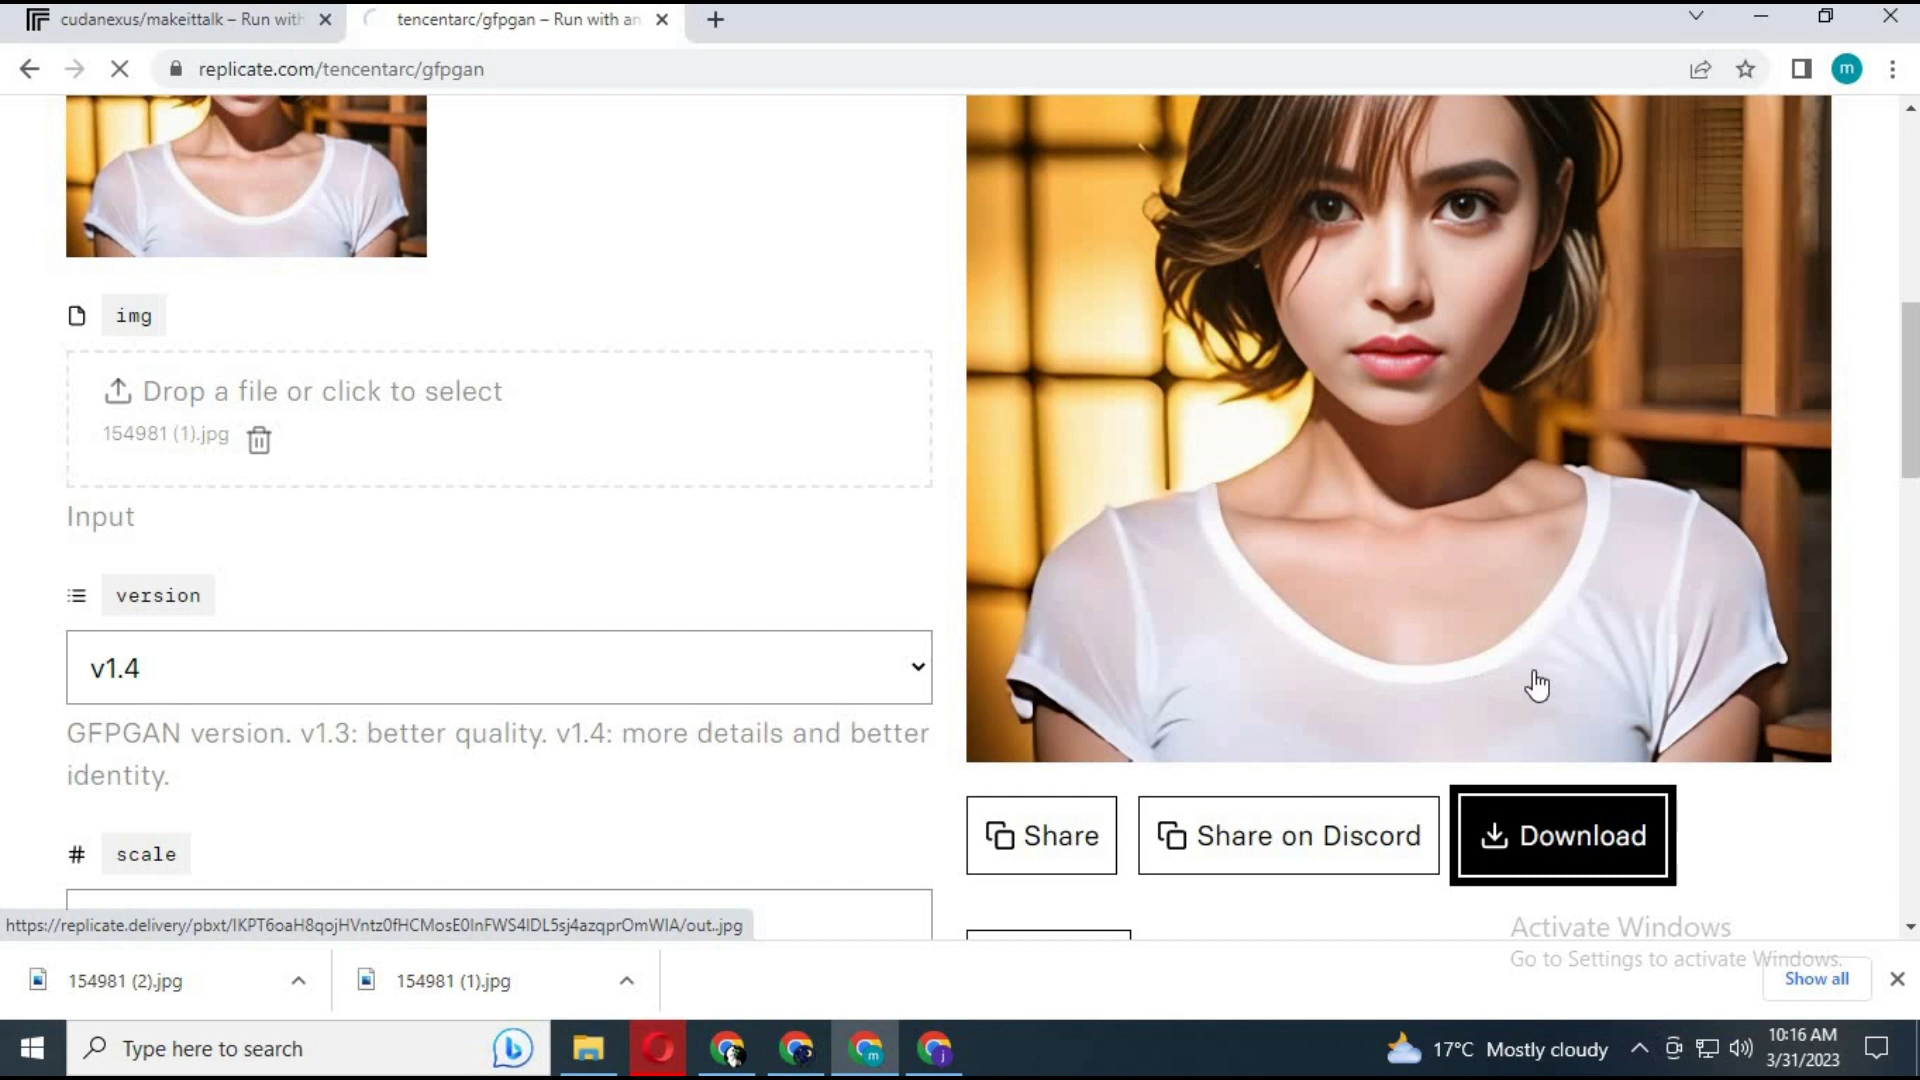 cudanexus/makeittalk – Run with
tencentarc/gfpgan – Run with an
replicate.com/tencentarc/gfpgan
m
img
Drop a file or click to select
154981 (1).jpg
Input
version
v1.4
GFPGAN version. v1.3: better quality. v1.4: more details and better
identity.
# scale
Share
Share on Discord
Download
https://replicate.delivery/pbxt/IKPT6oaH8qojHVntz0fHCMosE0InFWS4IDL5sj4azqprOmWIA/out..jpg
Activate Windows
Go to Settings to activate Windows.
154981 (2).jpg
154981 (1).jpg
Show all
Type here to search
m
j
17°C Mostly cloudy
10:16 AM
3/31/2023